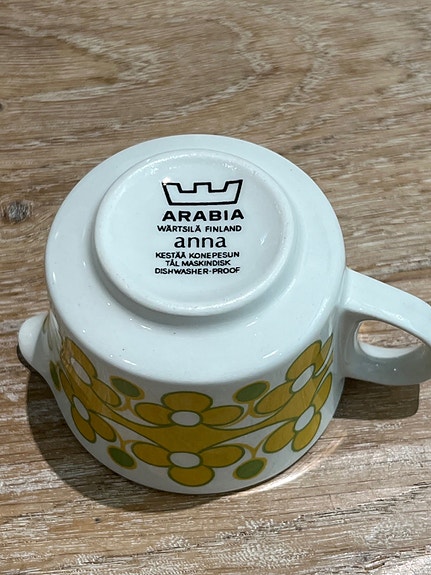 ARABIA
WÄRTSILÄ FINLAND
anna
KESTÄÄ KONEPESUN
TÅL MASKINDISK
DISHWASHER-PROOF